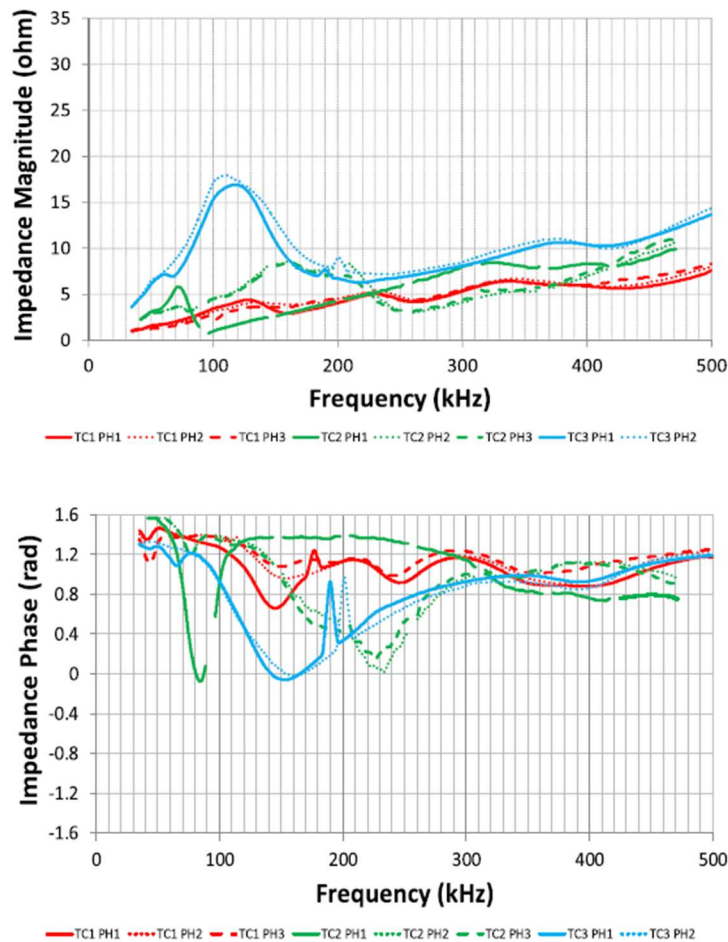 Impedance Magnitude (ohm)
35
30
25
20
15
10
5
0
0 100 200 300 400 500
Frequency (kHz)
TC1 PH1 TC1 PH2 TC1 PH3 TC2 PH1 TC2 PH2 TC2 PH3 TC3 PH1 TC3 PH2
Impedance Phase (rad)
1.6
1.2
0.8
0.4
0
-0.4
-0.8
-1.2
-1.6
0 100 200 300 400 500
Frequency (kHz)
TC1 PH1 TC1 PH2 TC1 PH3 TC2 PH1 TC2 PH2 TC2 PH3 TC3 PH1 TC3 PH2